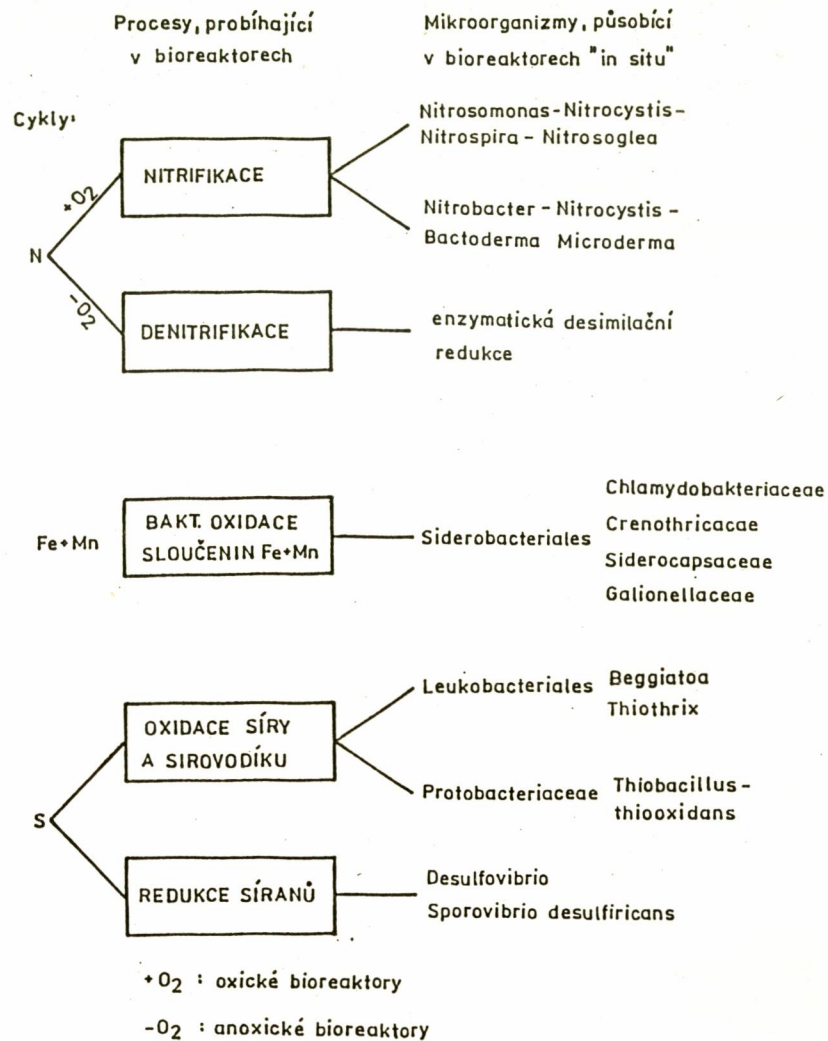 Procesy, probíhající
v bioreaktorech
Mikroorganizmy, působící
v bioreaktorech "in situ"
Cykly:
N
+O₂
NITRIFIKACE
Nitrosomonas-Nitrocystis-
Nitrospira-Nitrosoglea
Nitrobacter-Nitrocystis-
Bactoderma Microderma
-O₂
DENITRIFIKACE
enzymatická desimilační
redukce
Fe+Mn
BAKT. OXIDACE
SLOUČENIN Fe+Mn
Siderobacteriales
Chlamydobakteriaceae
Crenothricacae
Siderocapsaceae
Galionellaceae
S
OXIDACE SÍRY
A SIROVODÍKU
Leukobacteriales
Beggiatoa
Thiothrix
Protobacteriaceae
Thiobacillus-
thiooxidans
REDUKCE SÍRANŮ
Desulfovibrio
Sporovibrio desulfiricans
+O₂ : oxické bioreaktory
-O₂ : anoxické bioreaktory